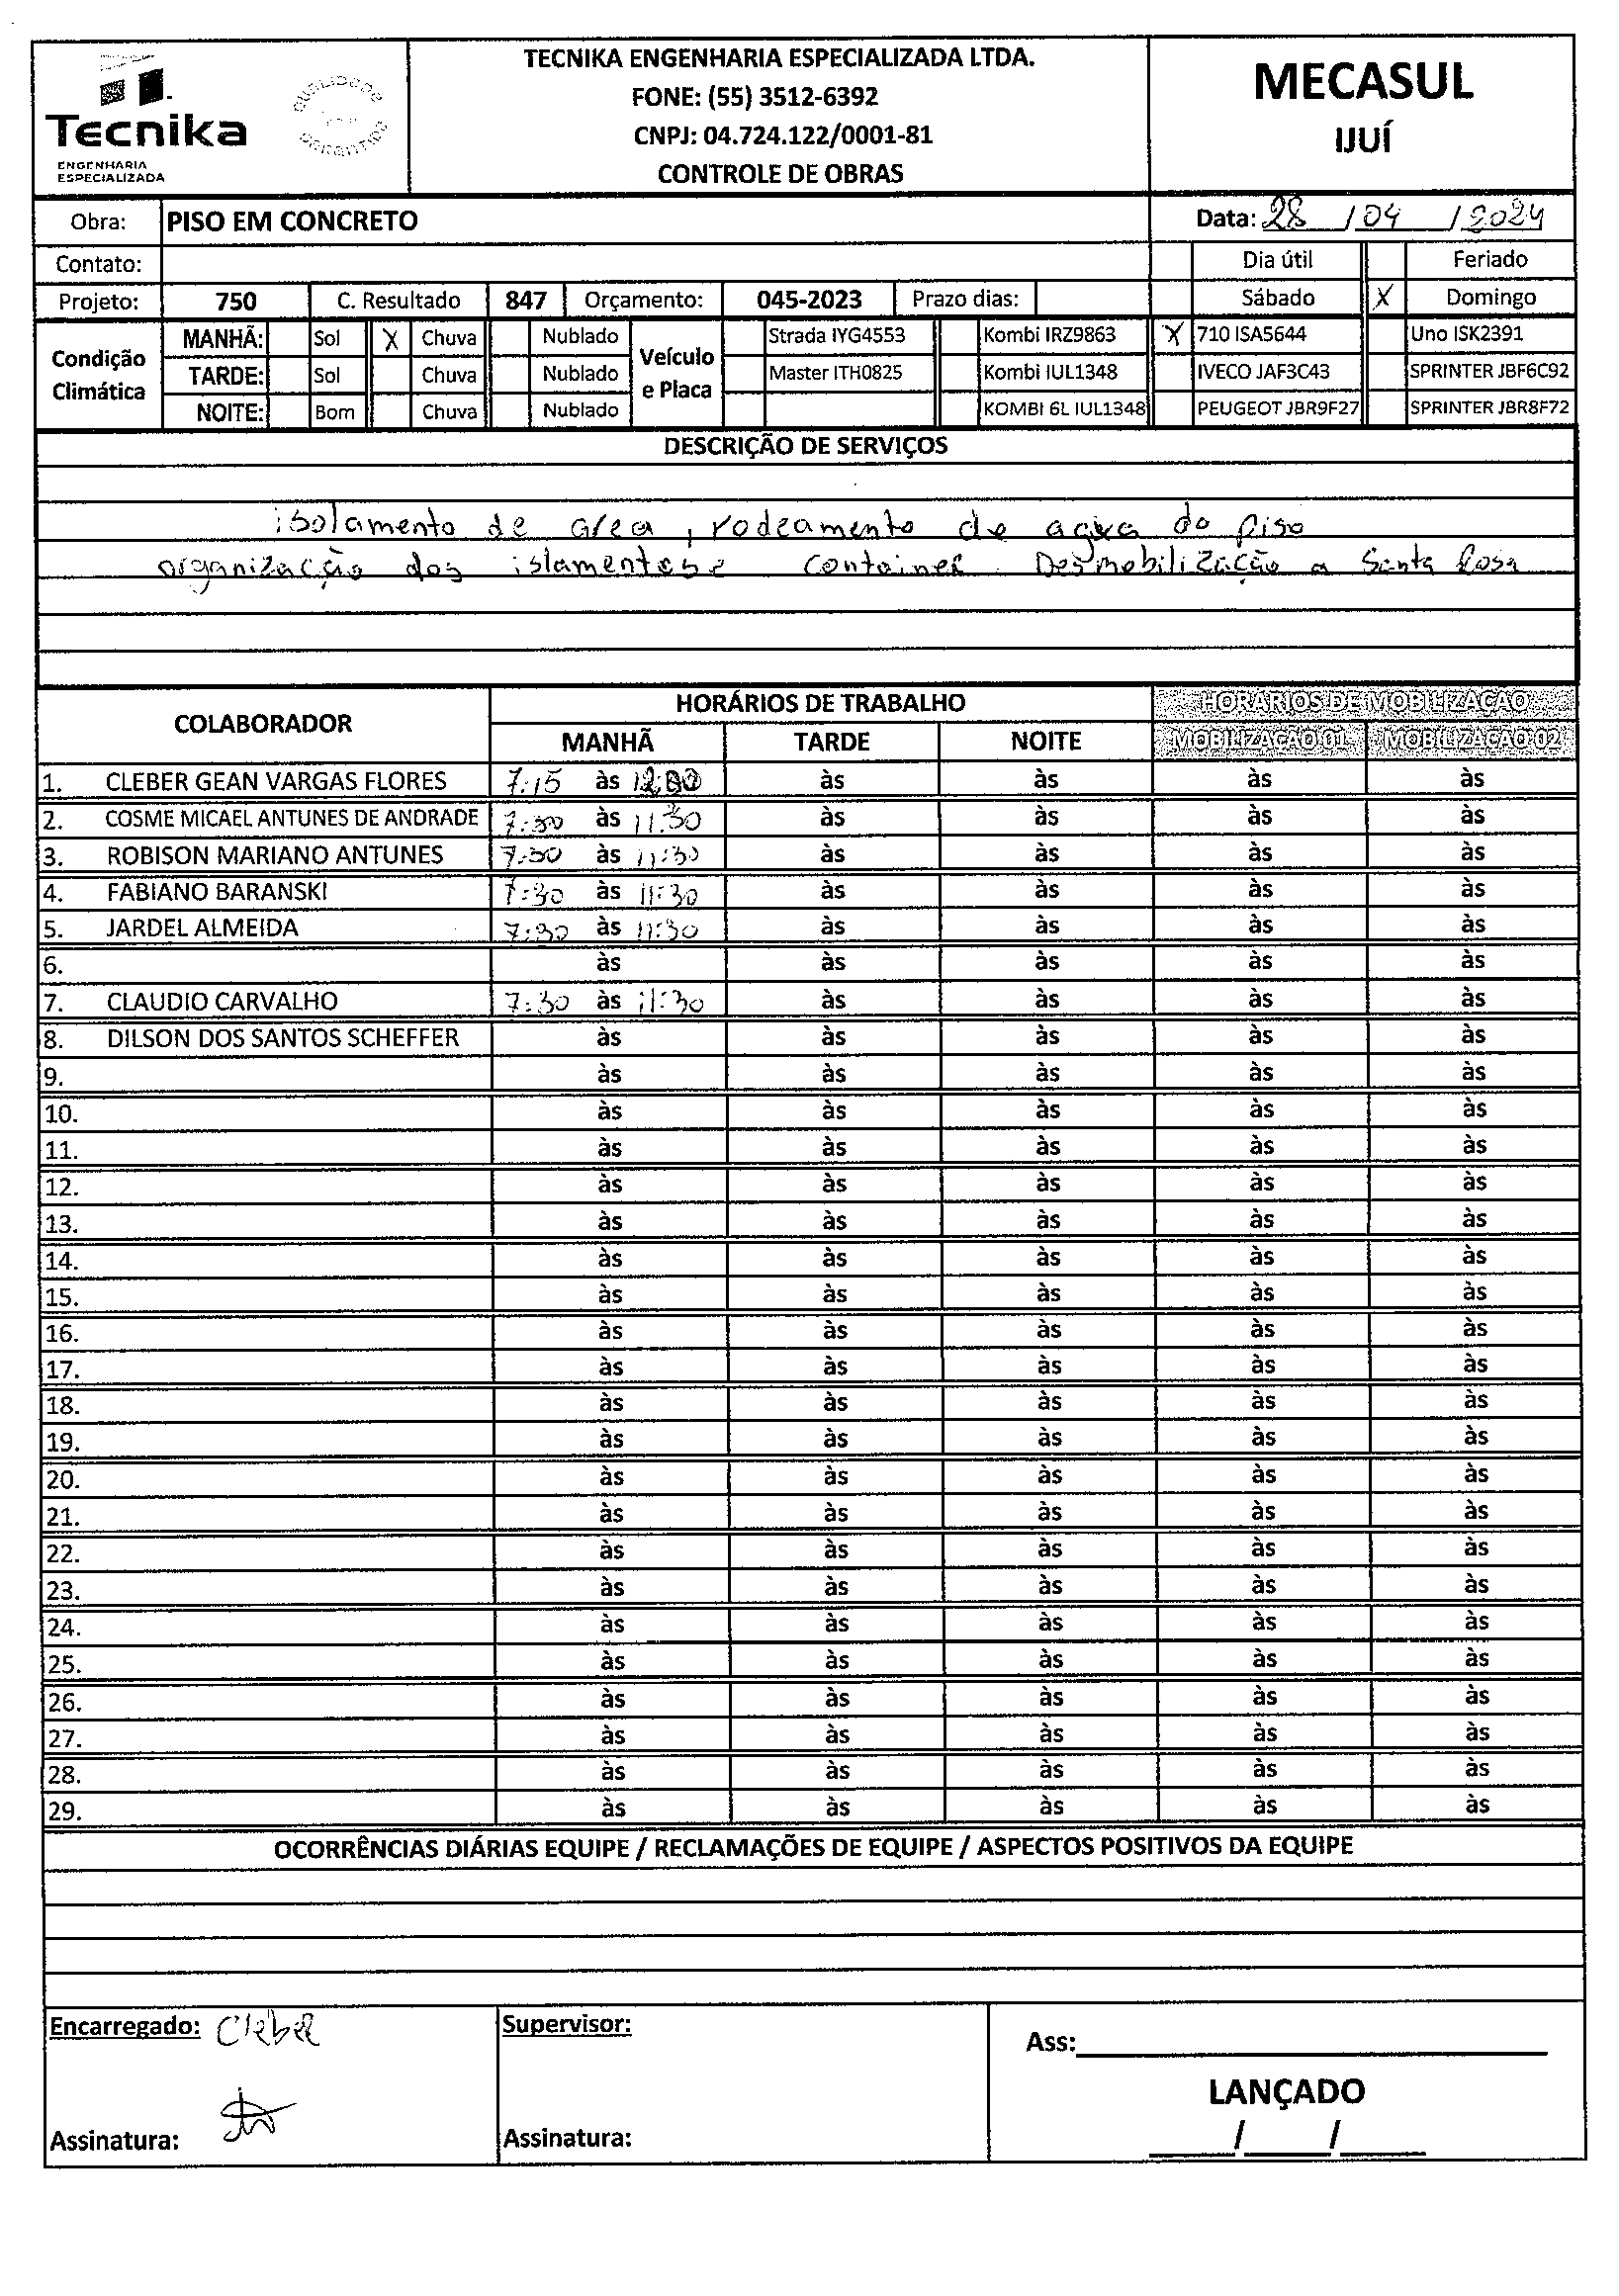 Tecnika
ENGENHARIA
ESPECIALIZADA
QUALIDADE
TECNIKA ENGENHARIA ESPECIALIZADA LTDA.
FONE: (55) 3512-6392
CNPJ: 04.724.122/0001-81
CONTROLE DE OBRAS
MECASUL
IJUÍ
Obra: PISO EM CONCRETO Data: 28 / 04 / 2024
Contato: Dia útil Feriado
Projeto: 750 C. Resultado 847 Orçamento: 045-2023 Prazo dias: Sábado X Domingo
Condição Climática
MANHÃ: Sol X Chuva Nublado
TARDE: Sol Chuva Nublado
NOITE: Bom Chuva Nublado
Veículo e Placa
Strada IYG4553 Kombi IRZ9863 X 710 ISA5644 Uno ISK2391
Master ITH0825 Kombi IUL1348 IVECO JAF3C43 SPRINTER JBF6C92
KOMBI 6L IUL1348 PEUGEOT JBR9F27 SPRINTER JBR8F72
DESCRIÇÃO DE SERVIÇOS
isolamento de area, rodeamento de agua do piso
organização dos islamentos e container. Desmobilização a Santa Rosa
COLABORADOR HORÁRIOS DE TRABALHO HORÁRIOS DE MOBILIZAÇÃO
MANHÃ TARDE NOITE MOBILIZAÇÃO 01 MOBILIZAÇÃO 02
1. CLEBER GEAN VARGAS FLORES 7:15 às 12:00 às às às às
2. COSME MICAEL ANTUNES DE ANDRADE 7:30 às 11:30 às às às às
3. ROBISON MARIANO ANTUNES 7:30 às 11:30 às às às às
4. FABIANO BARANSKI 7:30 às 11:30 às às às às
5. JARDEL ALMEIDA 7:30 às 11:30 às às às às
6. às às às às às
7. CLAUDIO CARVALHO 7:30 às 11:30 às às às às
8. DILSON DOS SANTOS SCHEFFER às às às às às
9. às às às às às
10. às às às às às
11. às às às às às
12. às às às às às
13. às às às às às
14. às às às às às
15. às às às às às
16. às às às às às
17. às às às às às
18. às às às às às
19. às às às às às
20. às às às às às
21. às às às às às
22. às às às às às
23. às às às às às
24. às às às às às
25. às às às às às
26. às às às às às
27. às às às às às
28. às às às às às
29. às às às às às
OCORRÊNCIAS DIÁRIAS EQUIPE / RECLAMAÇÕES DE EQUIPE / ASPECTOS POSITIVOS DA EQUIPE
Encarregado: Cleber
Assinatura:
Supervisor:
Assinatura:
Ass:
LANÇADO
/ /